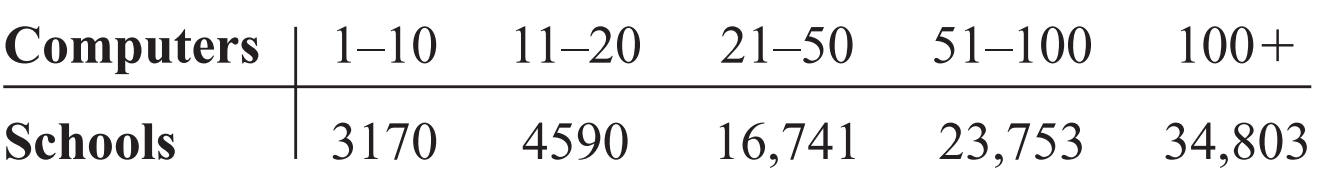 Computers 1–10 11–20 21–50 51–100 100+
Schools 3170 4590 16,741 23,753 34,803